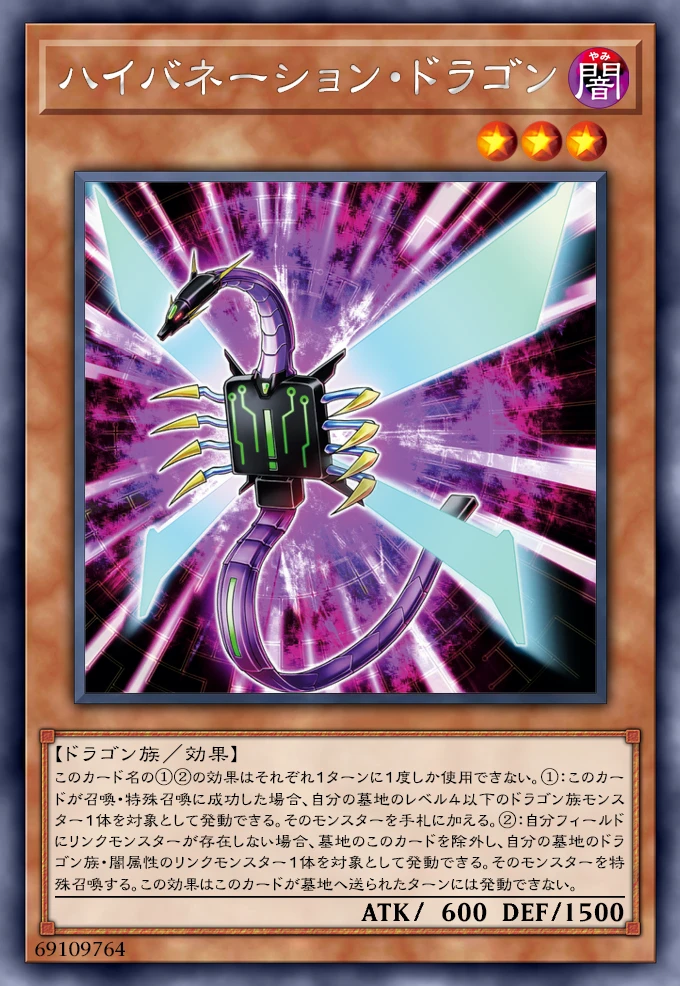 ハイバネーション・ドラゴン
やみ
闇
【ドラゴン族／効果】
このカード名の①②の効果はそれぞれ1ターンに1度しか使用できない。①:このカー
ドが召喚・特殊召喚に成功した場合、自分の墓地のレベル４以下のドラゴン族モンス
ター1体を対象として発動できる。そのモンスターを手札に加える。②:自分フィールド
にリンクモンスターが存在しない場合、墓地のこのカードを除外し、自分の墓地のドラ
ゴン族・闇属性のリンクモンスター1体を対象として発動できる。そのモンスターを特
殊召喚する。この効果はこのカードが墓地へ送られたターンには発動できない。
ATK/ 600 DEF/1500
69109764